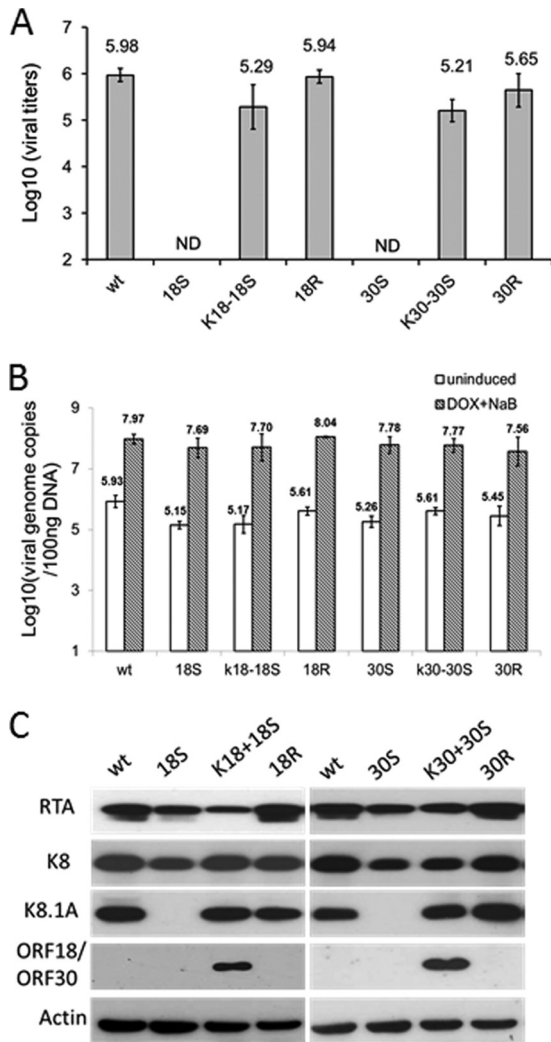 A
Log10 (viral titers)
7
6
5
4
3
2
5.98
ND
5.29
5.94
ND
5.21
5.65
wt
18S
K18-18S
18R
30S
K30-30S
30R
B
uninduced
DOX+NaB
Log10(viral genome copies
/100ng DNA)
9
7
5
3
1
5.93
7.97
5.15
7.69
5.17
7.70
5.61
8.04
5.26
7.78
5.61
7.77
5.45
7.56
wt
18S
k18-18S
18R
30S
k30-30S
30R
C
wt
18S
K18+18S
18R
wt
30S
K30+30S
30R
RTA
K8
K8.1A
ORF18/
ORF30
Actin